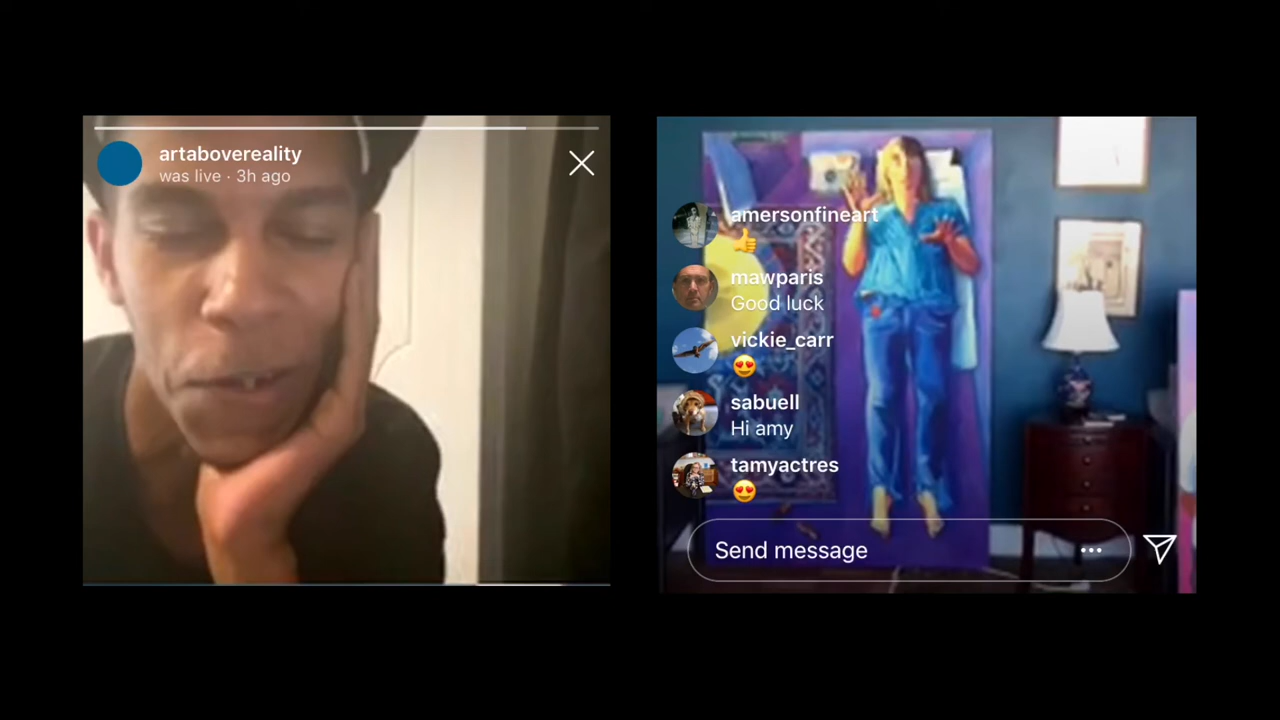 artabovereality
was live · 3h ago
amersonfineart
👍
mawparis
Good luck
vickie_carr
😍
sabuell
Hi amy
tamyactres
😍
Send message